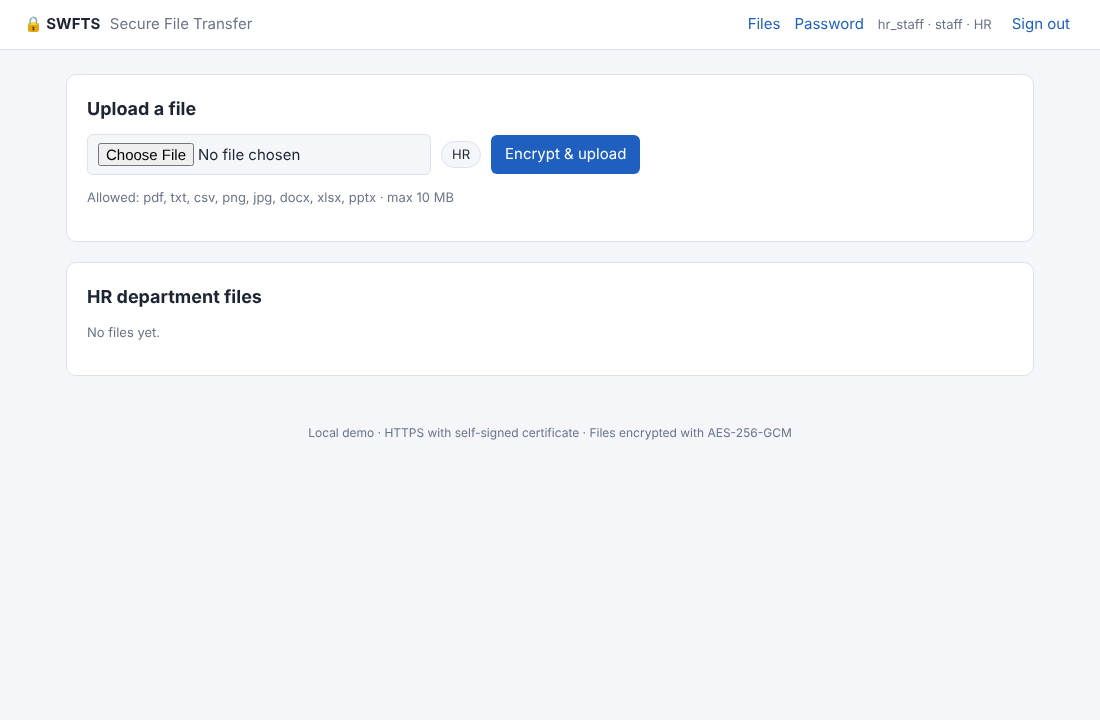 🔒 SWFTS Secure File Transfer Files Password hr_staff · staff · HR Sign out
Upload a file
Choose File No file chosen HR Encrypt & upload
Allowed: pdf, txt, csv, png, jpg, docx, xlsx, pptx · max 10 MB
HR department files
No files yet.
Local demo · HTTPS with self-signed certificate · Files encrypted with AES-256-GCM